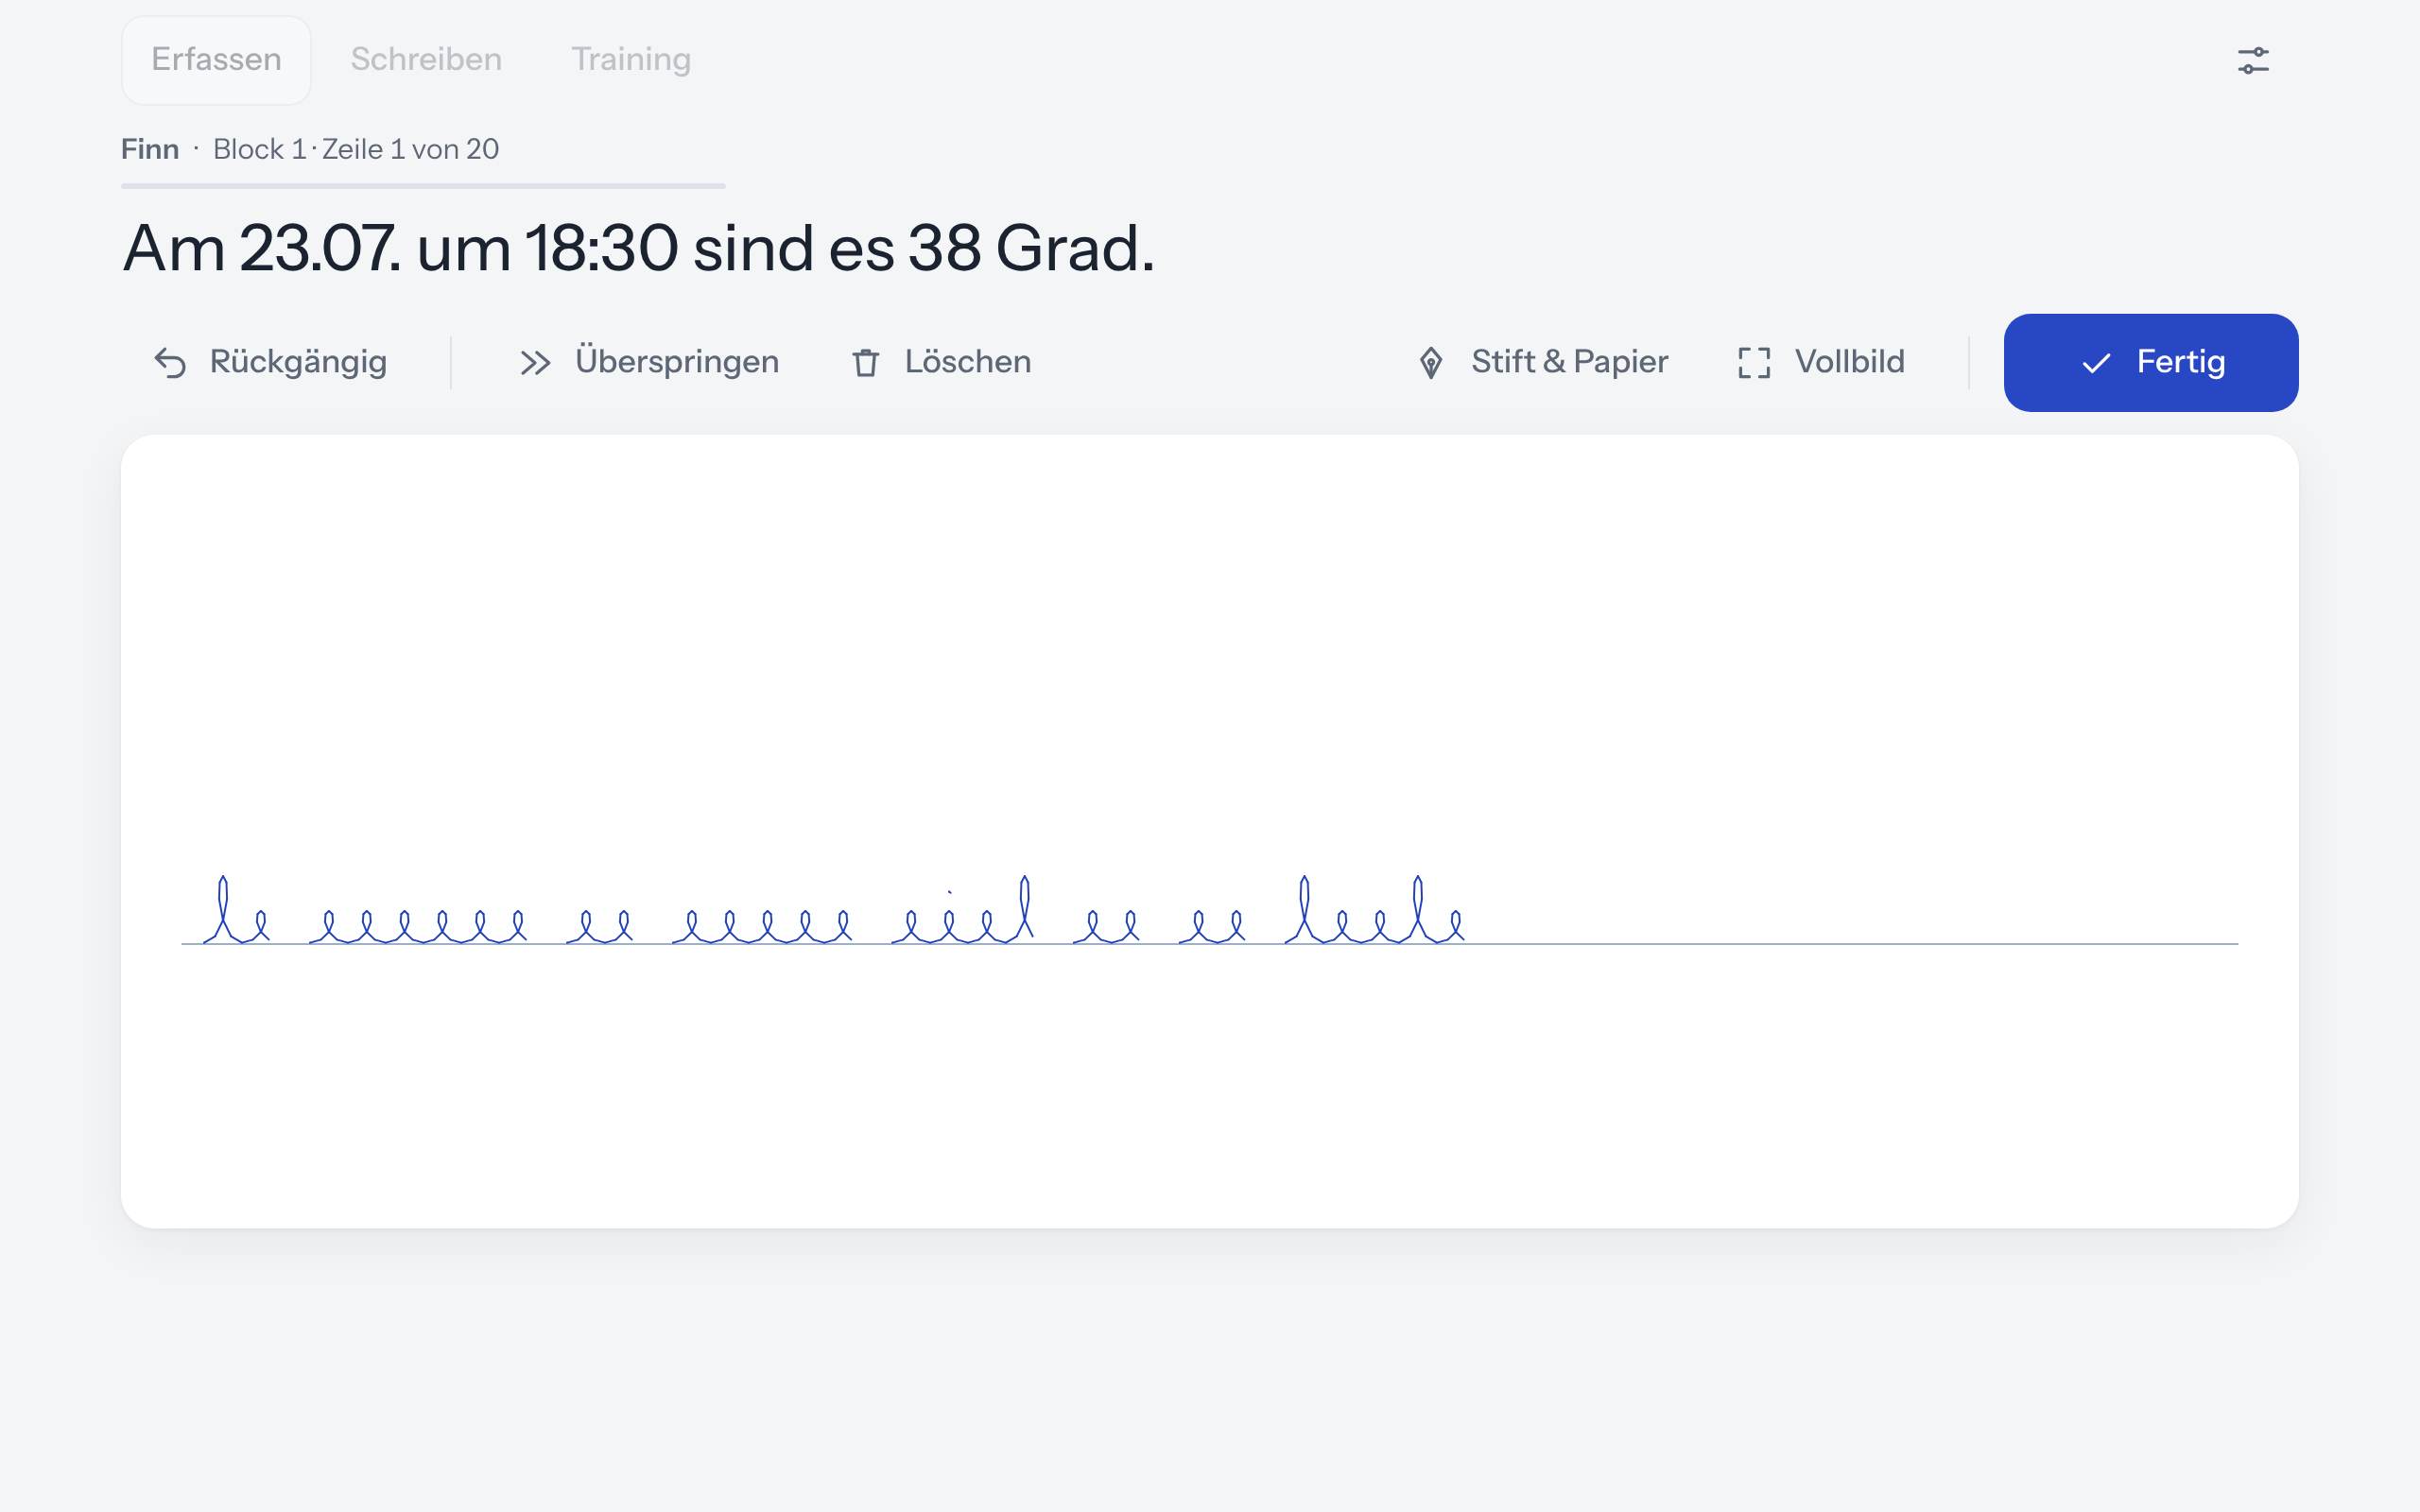 Erfassen Schreiben Training
Finn · Block 1 · Zeile 1 von 20
Am 23.07. um 18:30 sind es 38 Grad.
Rückgängig Überspringen Löschen Stift & Papier Vollbild Fertig